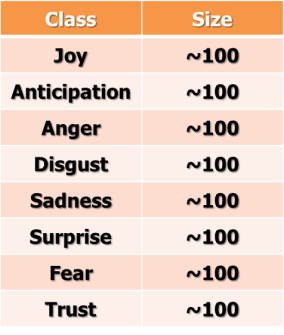 Class Size
Joy ~100
Anticipation ~100
Anger ~100
Disgust ~100
Sadness ~100
Surprise ~100
Fear ~100
Trust ~100